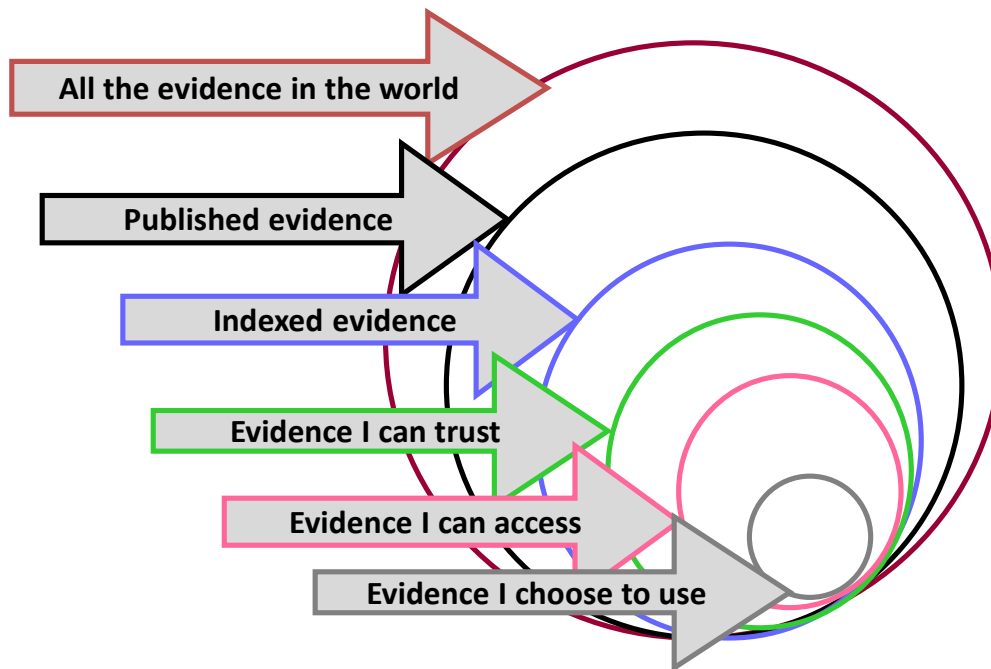 All the evidence in the world
Published evidence
Indexed evidence
Evidence I can trust
Evidence I can access
Evidence I choose to use